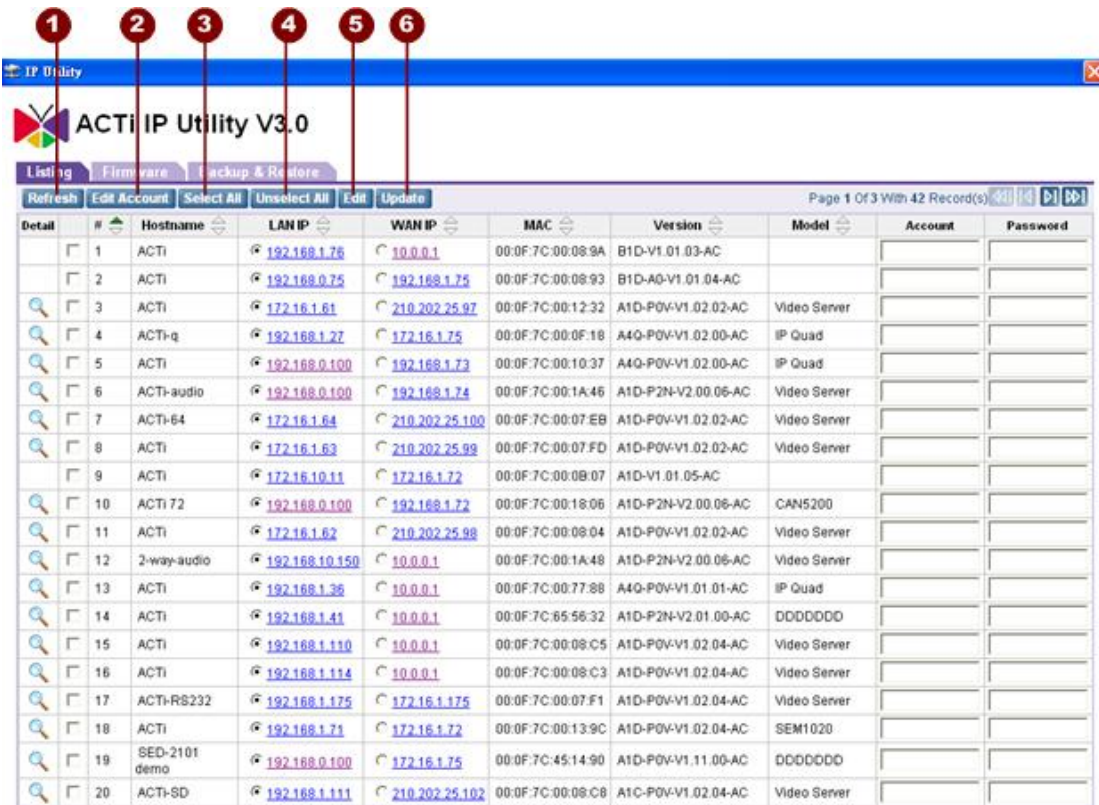 1 2 3 4 5 6
IP Utility
ACTi IP Utility V3.0
Listing Firmware Backup & Restore
Refresh Edit Account Select All Unselect All Edit Update Page 1 Of 3 With 42 Record(s)
Detail # Hostname LAN IP WAN IP MAC Version Model Account Password
1 ACTi 192.168.1.76 10.0.0.1 00:0F:7C:00:08:9A B1D-V1.01.03-AC
2 ACTi 192.168.0.75 192.168.1.75 00:0F:7C:00:08:93 B1D-A0-V1.01.04-AC
3 ACTi 172.16.1.61 210.202.25.97 00:0F:7C:00:12:32 A1D-P0V-V1.02.02-AC Video Server
4 ACTi-q 192.168.1.27 172.16.1.75 00:0F:7C:00:0F:18 A4Q-P0V-V1.02.00-AC IP Quad
5 ACTi 192.168.0.100 192.168.1.73 00:0F:7C:00:10:37 A4Q-P0V-V1.02.00-AC IP Quad
6 ACTi-audio 192.168.0.100 192.168.1.74 00:0F:7C:00:1A:46 A1D-P2N-V2.00.06-AC Video Server
7 ACTi-64 172.16.1.64 210.202.25.100 00:0F:7C:00:07:EB A1D-P0V-V1.02.02-AC Video Server
8 ACTi 172.16.1.63 210.202.25.99 00:0F:7C:00:07:FD A1D-P0V-V1.02.02-AC Video Server
9 ACTi 172.16.10.11 172.16.1.72 00:0F:7C:00:0B:07 A1D-V1.01.05-AC
10 ACTi 72 192.168.0.100 192.168.1.72 00:0F:7C:00:18:06 A1D-P2N-V2.00.06-AC CAN5200
11 ACTi 172.16.1.62 210.202.25.98 00:0F:7C:00:08:04 A1D-P0V-V1.02.02-AC Video Server
12 2-way-audio 192.168.10.150 10.0.0.1 00:0F:7C:00:1A:48 A1D-P2N-V2.00.06-AC Video Server
13 ACTi 192.168.1.36 10.0.0.1 00:0F:7C:00:77:88 A4Q-P0V-V1.01.01-AC IP Quad
14 ACTi 192.168.1.41 10.0.0.1 00:0F:7C:65:56:32 A1D-P2N-V2.01.00-AC DDDDDDD
15 ACTi 192.168.1.110 10.0.0.1 00:0F:7C:00:08:C5 A1D-P0V-V1.02.04-AC Video Server
16 ACTi 192.168.1.114 10.0.0.1 00:0F:7C:00:08:C3 A1D-P0V-V1.02.04-AC Video Server
17 ACTi-RS232 192.168.1.175 172.16.1.175 00:0F:7C:00:07:F1 A1D-P0V-V1.02.04-AC Video Server
18 ACTi 192.168.1.71 172.16.1.72 00:0F:7C:00:13:9C A1D-P0V-V1.02.04-AC SEM1020
19 SED-2101 demo 192.168.0.100 172.16.1.75 00:0F:7C:45:14:90 A1D-P0V-V1.11.00-AC DDDDDDD
20 ACTi-SD 192.168.1.111 210.202.25.102 00:0F:7C:00:08:C8 A1C-P0V-V1.02.04-AC Video Server